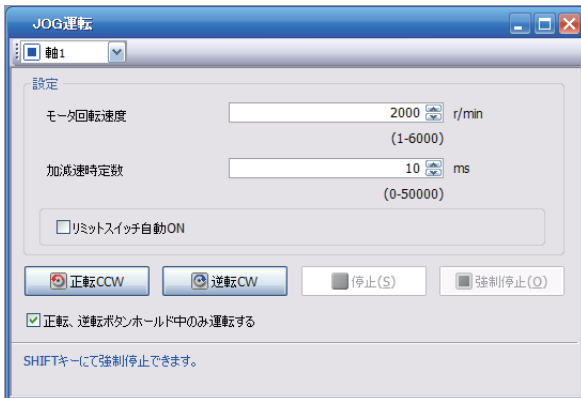 JOG運転
軸1
設定
モータ回転速度 2000 r/min
(1-6000)
加減速時定数 10 ms
(0-50000)
リミットスイッチ自動ON
正転CCW 逆転CW 停止(S) 強制停止(O)
正転、逆転ボタンホールド中のみ運転する
SHIFTキーにて強制停止できます。